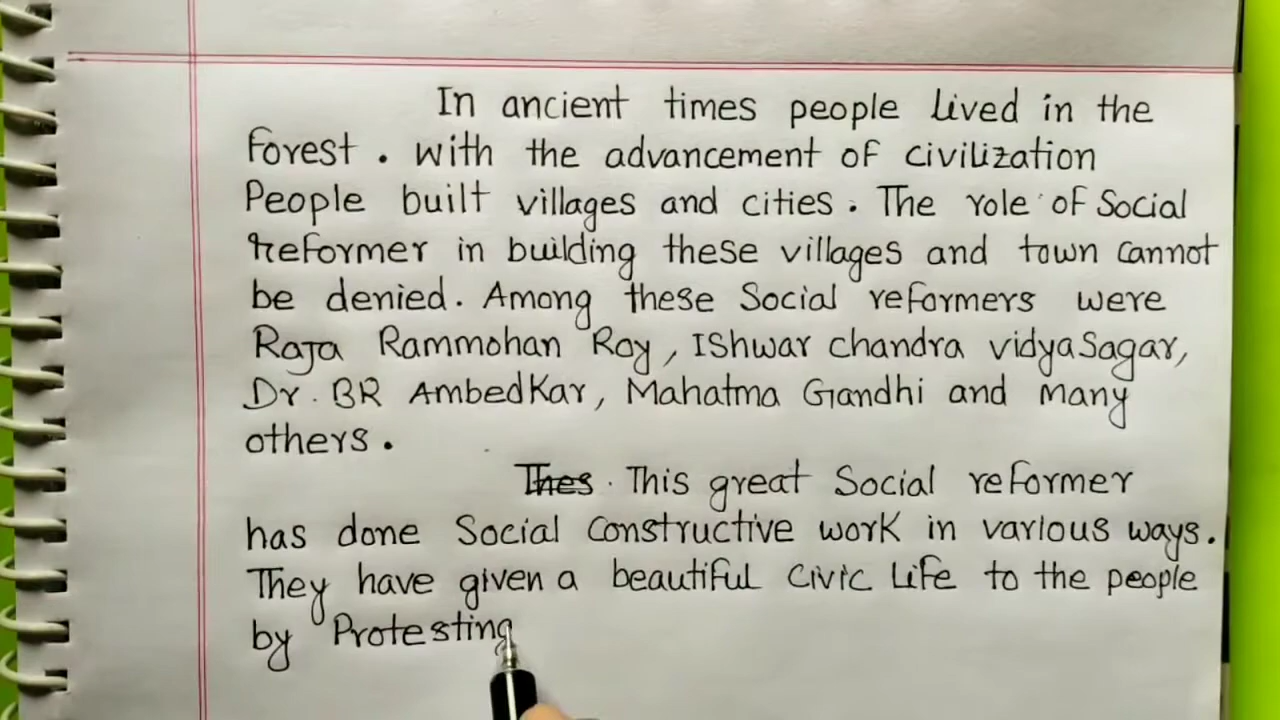 In ancient times people lived in the
Forest. with the advancement of civilization
People built villages and cities. The role of Social
reformer in building these villages and town cannot
be denied. Among these Social reformers were
Raja Rammohan Roy, IShwar chandra vidyaSagar,
Dr. BR AmbedKar, Mahatma Gandhi and many
others.
Thes. This great Social reformer
has done Social Constructive work in various ways.
They have given a beautiful Civic Life to the people
by Protesting